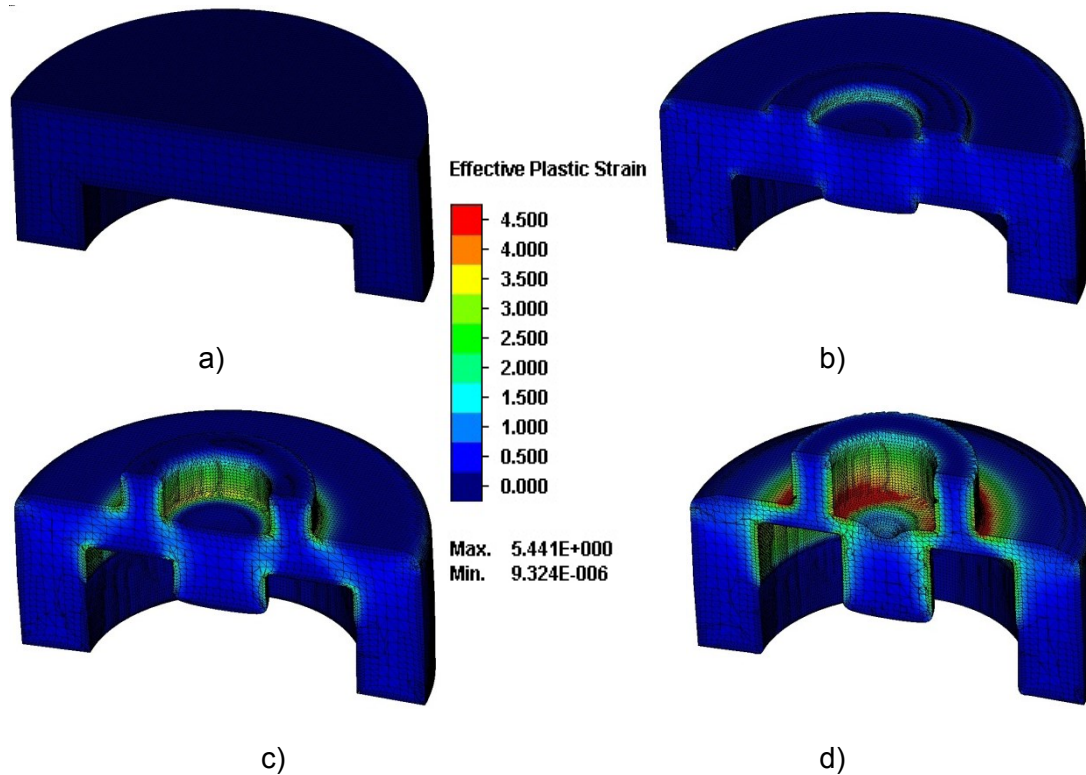 a)
b)
Effective Plastic Strain
4.500
4.000
3.500
3.000
2.500
2.000
1.500
1.000
0.500
0.000
Max. 5.441E+000
Min. 9.324E-006
c)
d)